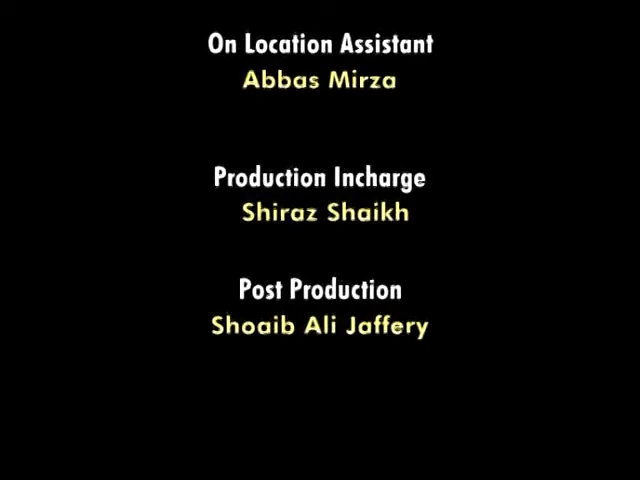 On Location Assistant
Abbas Mirza
Production Incharge
Shiraz Shaikh
Post Production
Shoaib Ali Jaffery